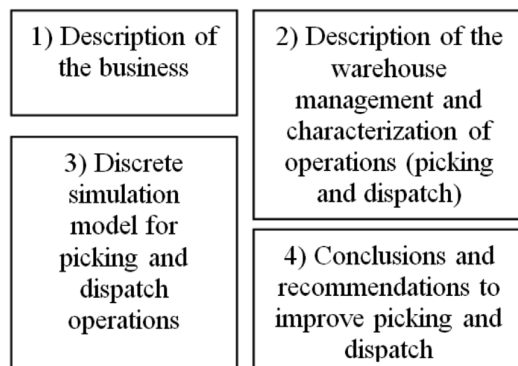 1) Description of
the business
2) Description of the
warehouse
management and
characterization of
operations (picking
and dispatch)
3) Discrete
simulation
model for
picking and
dispatch
operations
4) Conclusions and
recommendations to
improve picking and
dispatch